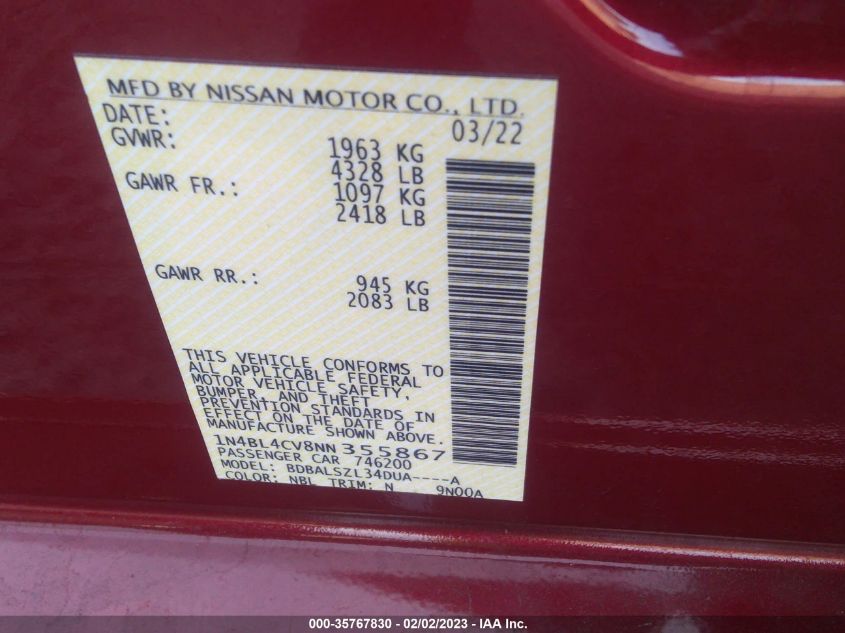 MFD BY NISSAN MOTOR CO., LTD.
DATE: 03/22
GVWR: 1963 KG
4328 LB
GAWR FR.: 1097 KG
2418 LB
GAWR RR.: 945 KG
2083 LB
THIS VEHICLE CONFORMS TO
ALL APPLICABLE FEDERAL
MOTOR VEHICLE SAFETY,
BUMPER, AND THEFT
PREVENTION STANDARDS IN
EFFECT ON THE DATE OF
MANUFACTURE SHOWN ABOVE.
1N4BL4CV8NN355867
PASSENGER CAR 746200
MODEL: BDBALSZL34DUA----A
COLOR: NBL TRIM: N 9N00A
000-35767830 - 02/02/2023 - IAA Inc.